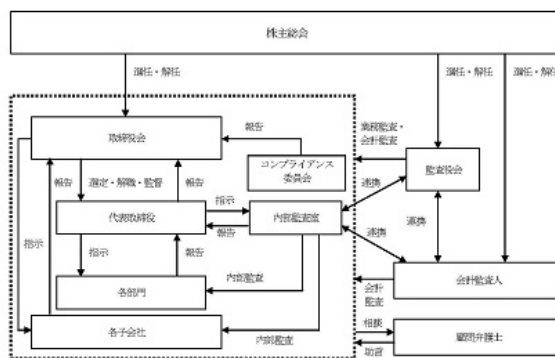 株主総会
選任・解任
選任・解任
選任・解任
取締役会
報告
業務監査・
会計監査
コンプライアンス
委員会
監査役会
報告
選定・解職・監督
報告
指示
連携
代表取締役
内部監査室
報告
連携
連携
指示
指示
報告
各部門
内部監査
会計
監査
会計監査人
各子会社
内部監査
相談
助言
顧問弁護士